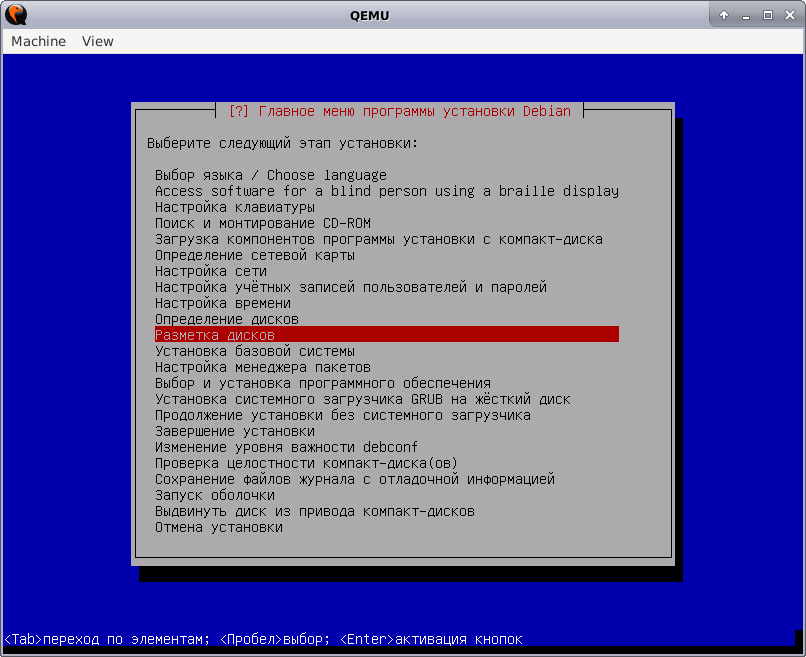 QEMU
Machine View
[?] Главное меню программы установки Debian
Выберите следующий этап установки:
Выбор языка / Choose language
Access software for a blind person using a braille display
Настройка клавиатуры
Поиск и монтирование CD-ROM
Загрузка компонентов программы установки с компакт-диска
Определение сетевой карты
Настройка сети
Настройка учётных записей пользователей и паролей
Настройка времени
Определение дисков
Разметка дисков
Установка базовой системы
Настройка менеджера пакетов
Выбор и установка программного обеспечения
Установка системного загрузчика GRUB на жёсткий диск
Продолжение установки без системного загрузчика
Завершение установки
Изменение уровня важности debconf
Проверка целостности компакт-диска(ов)
Сохранение файлов журнала с отладочной информацией
Запуск оболочки
Выдвинуть диск из привода компакт-дисков
Отмена установки
<Tab>переход по элементам; <Пробел>выбор; <Enter>активация кнопок